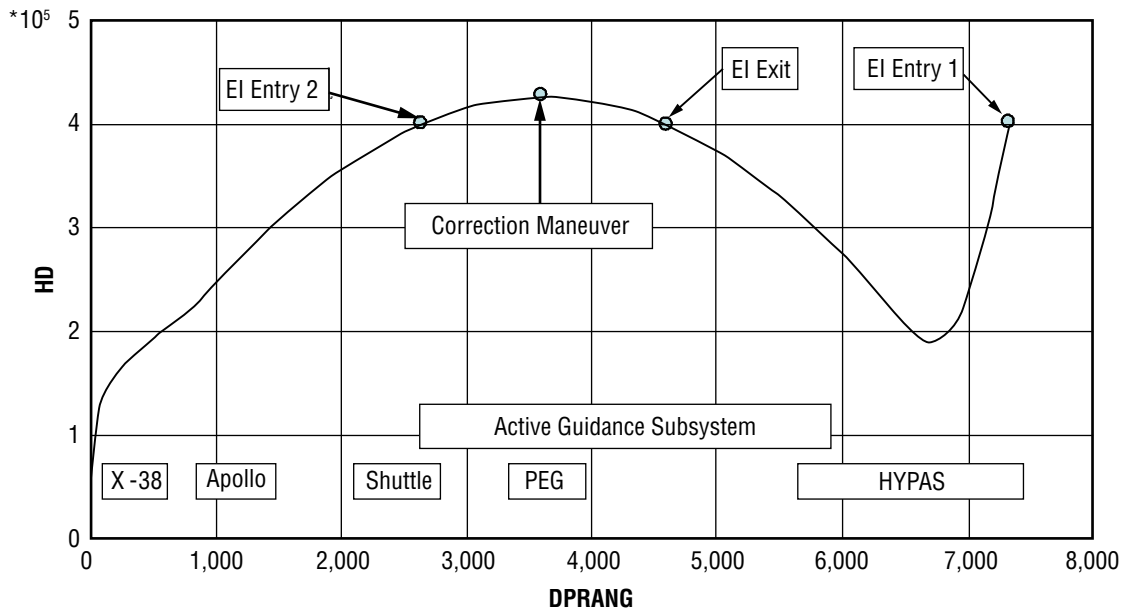 *10⁵
5
4
3
2
1
0
HD
EI Entry 2
EI Exit
EI Entry 1
Correction Maneuver
Active Guidance Subsystem
X -38
Apollo
Shuttle
PEG
HYPAS
0 1,000 2,000 3,000 4,000 5,000 6,000 7,000 8,000
DPRANG